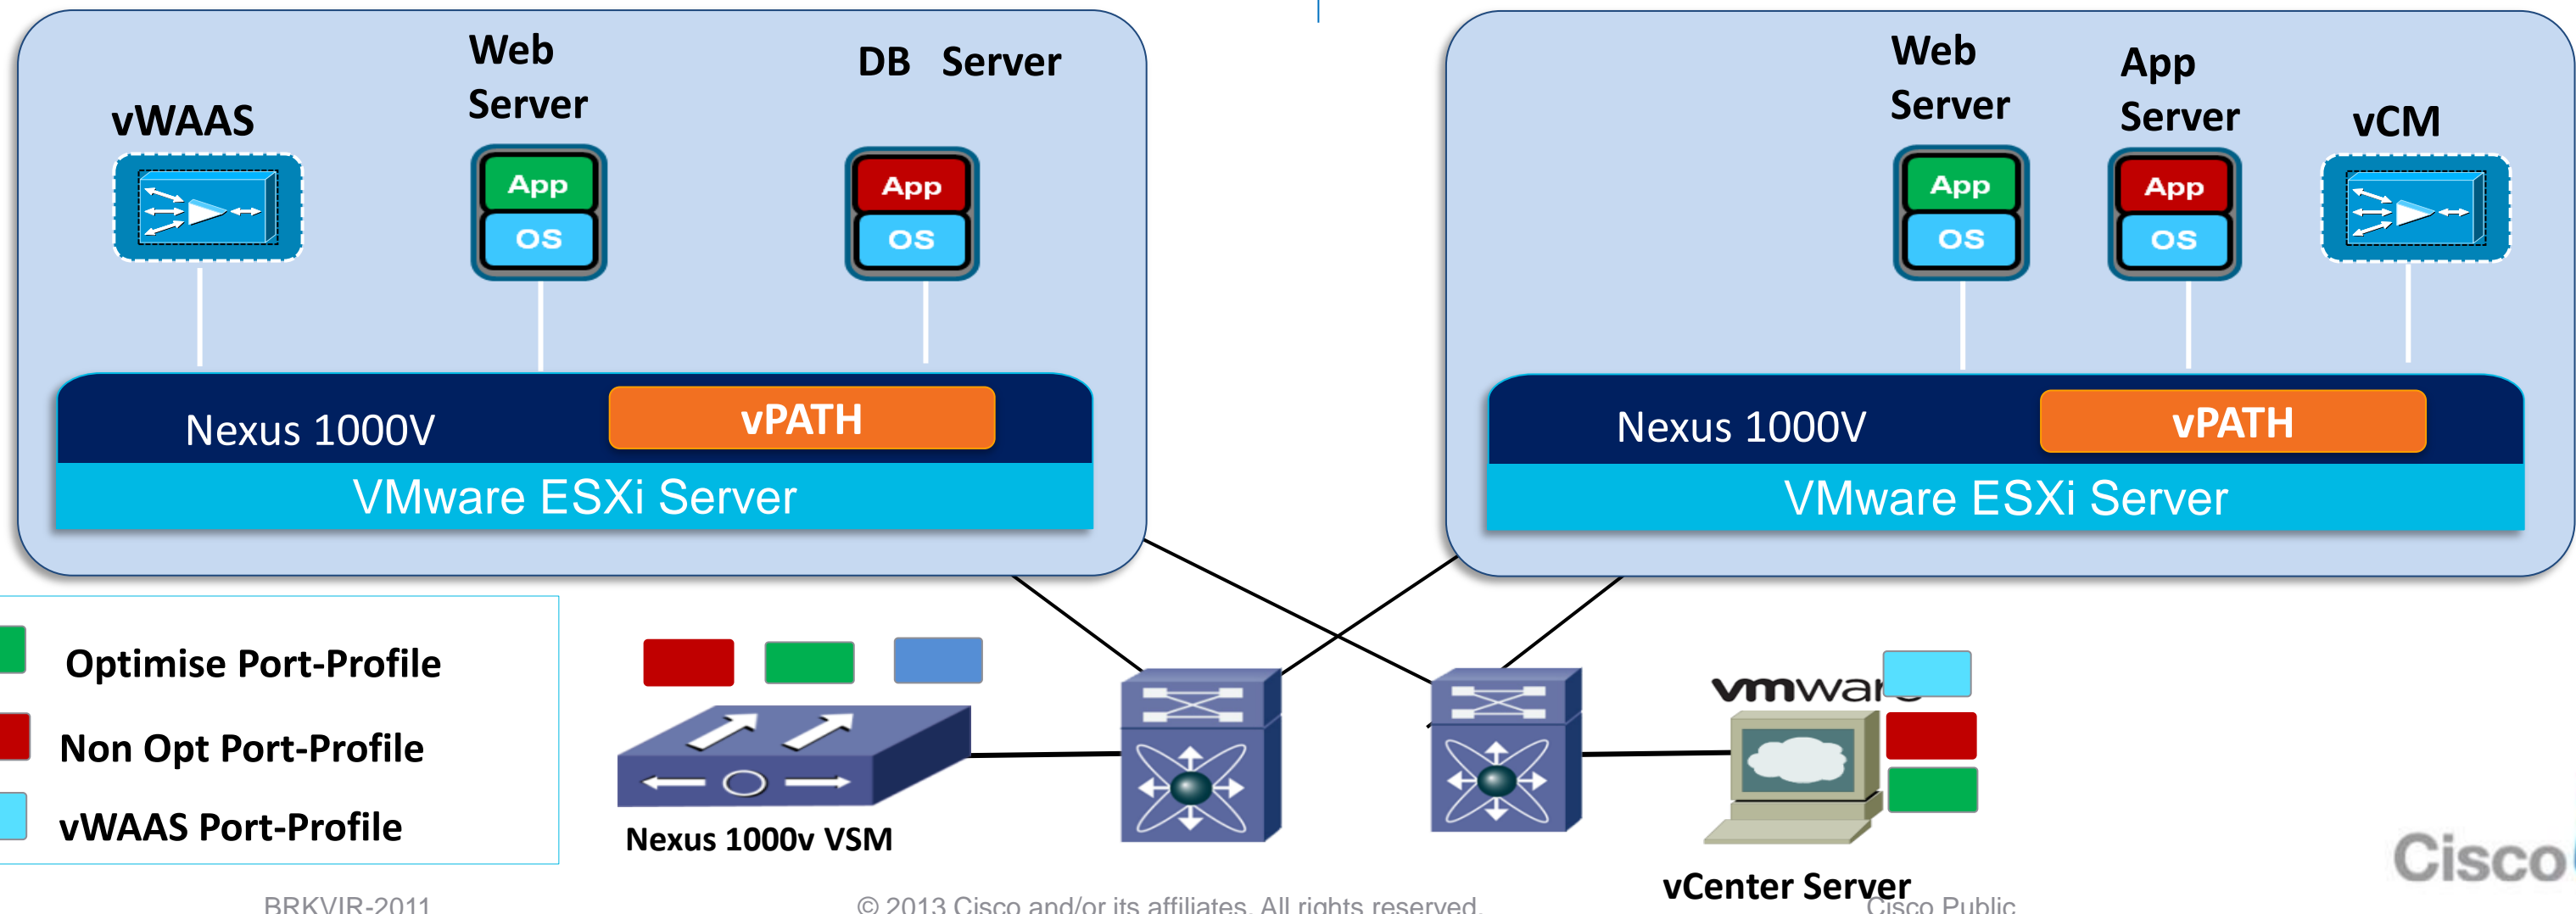 Web
Server
DB Server
vWAAS
App
OS
App
OS
Nexus 1000V
vPATH
VMware ESXi Server
Web
Server
App
Server
vCM
App
OS
App
OS
Nexus 1000V
vPATH
VMware ESXi Server
Optimise Port-Profile
Non Opt Port-Profile
vWAAS Port-Profile
Nexus 1000v VSM
vmware
vCenter Server
Cisco
BRKVIR-2011
© 2013 Cisco and/or its affiliates. All rights reserved.
Cisco Public